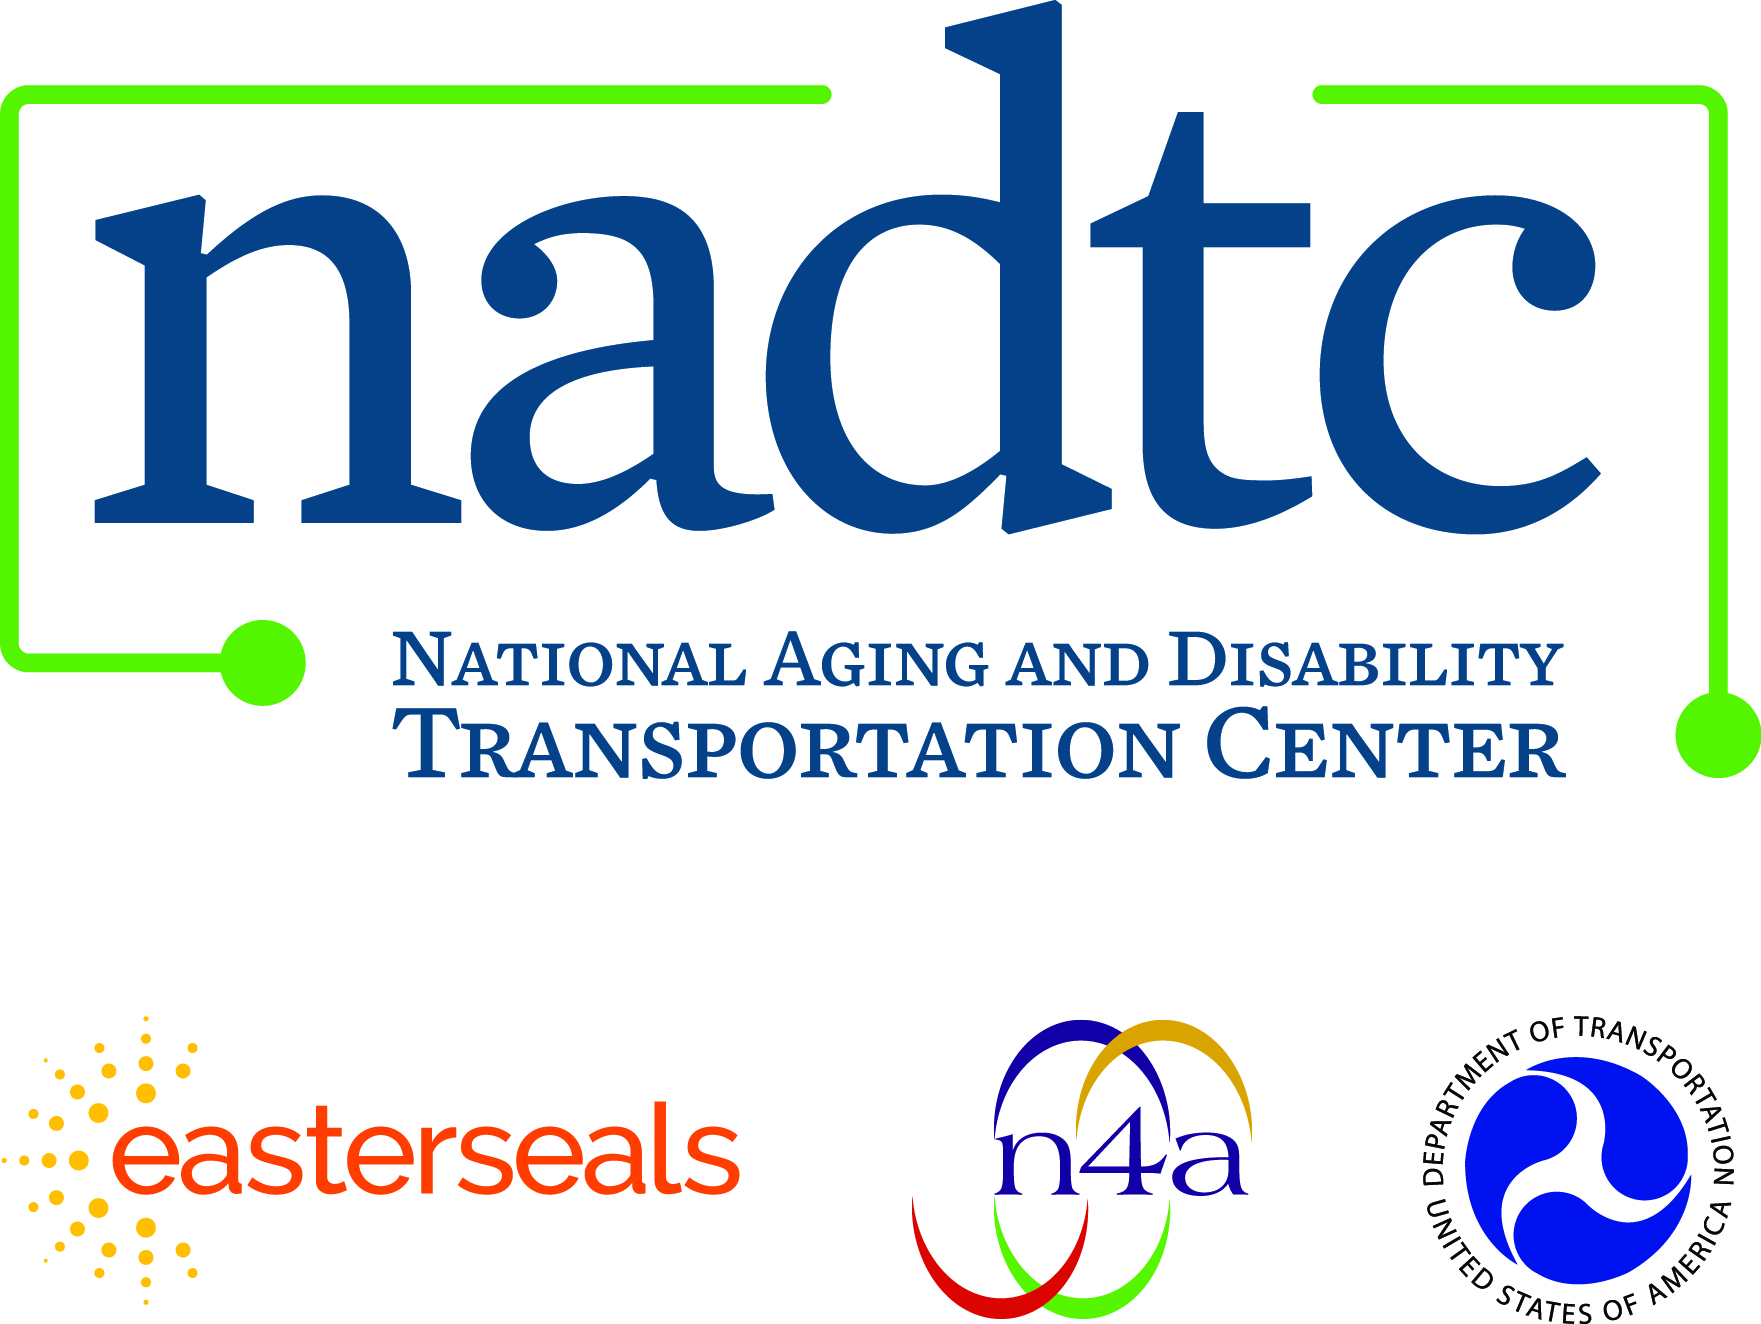 nadtc
National Aging and Disability
Transportation Center
easterseals
n4a
DEPARTMENT OF TRANSPORTATION
UNITED STATES OF AMERICA